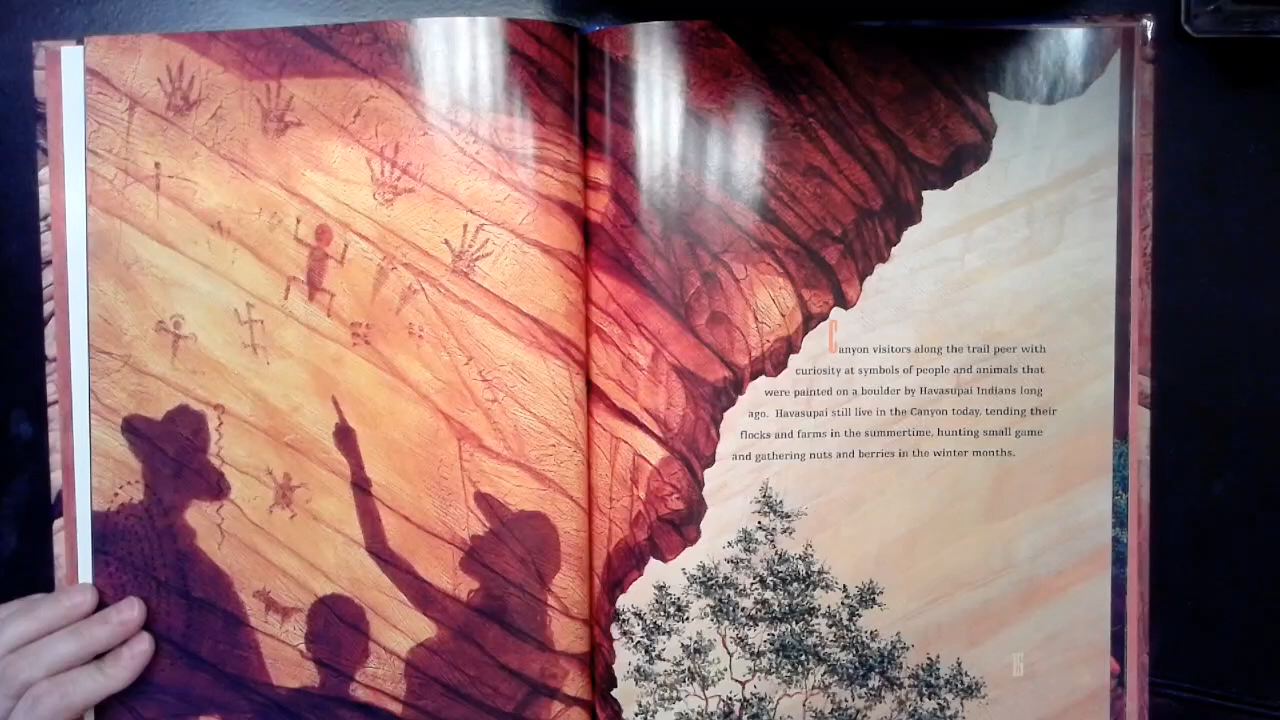 Canyon visitors along the trail peer with
curiosity at symbols of people and animals that
were painted on a boulder by Havasupai Indians long
ago. Havasupai still live in the Canyon today, tending their
flocks and farms in the summertime, hunting small game
and gathering nuts and berries in the winter months.